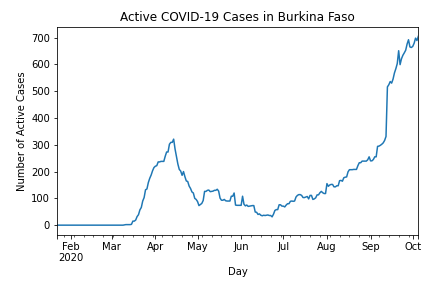 Active COVID-19 Cases in Burkina Faso
Number of Active Cases
700
600
500
400
300
200
100
0
Feb Mar Apr May Jun Jul Aug Sep Oct
2020
Day